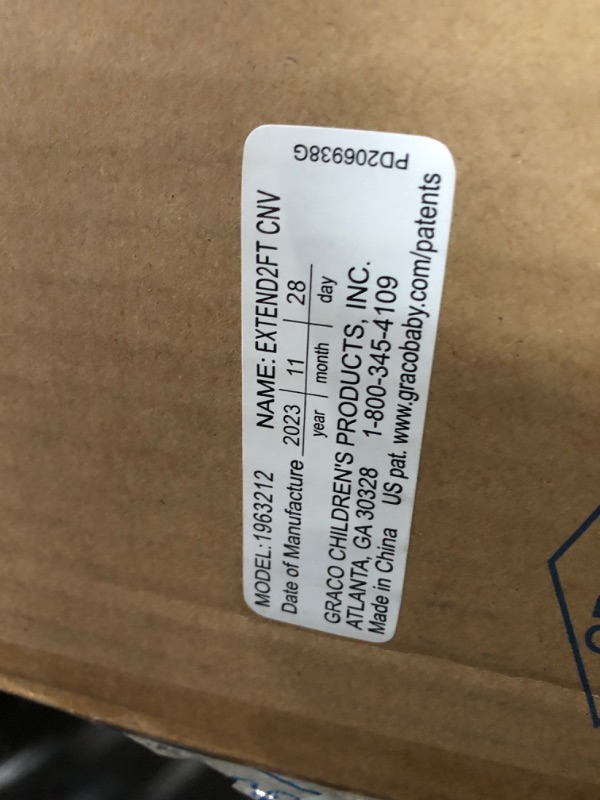 MODEL:1963212 NAME: EXTEND2FT CNV
Date of Manufacture 2023 / 11 / 28
year / month / day
GRACO CHILDREN'S PRODUCTS, INC.
ATLANTA, GA 30328 1-800-345-4109
Made in China US pat. www.gracobaby.com/patents
PD206938G